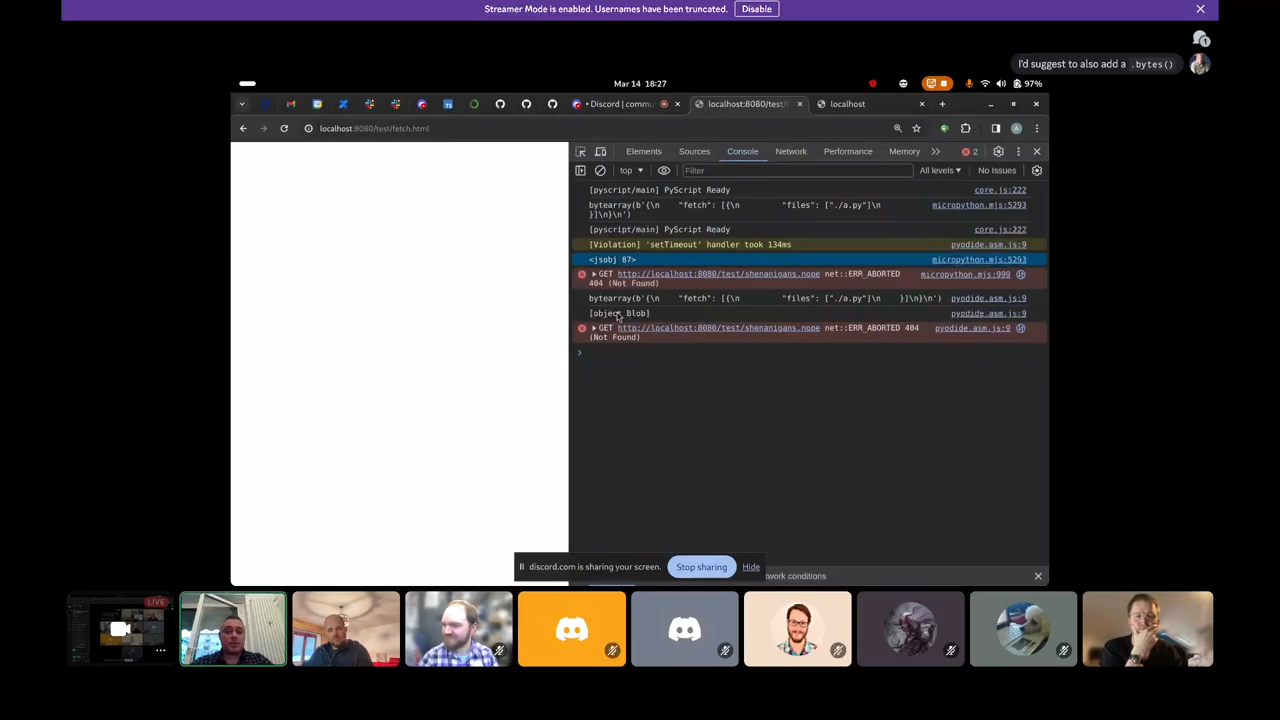 Streamer Mode is enabled. Usernames have been truncated. Disable
1
I'd suggest to also add a .bytes()
Mar 14 18:27
97%
Discord | commu
localhost:8080/test/f
localhost
localhost:8080/test/fetch.html
Elements Sources Console Network Performance Memory 2
top Filter All levels No Issues
[pyscript/main] PyScript Ready core.js:222
bytearray(b'{\n    "fetch": [{\n        "files": ["./a.py"]\n micropython.mjs:5293
}]\n}\n')
[pyscript/main] PyScript Ready core.js:222
[Violation] 'setTimeout' handler took 134ms pyodide.asm.js:9
<jsobj 87> micropython.mjs:5293
GET http://localhost:8080/test/shenanigans.nope net::ERR_ABORTED micropython.mjs:999
404 (Not Found)
bytearray(b'{\n    "fetch": [{\n        "files": ["./a.py"]\n    }]\n}\n') pyodide.asm.js:9
[object Blob] pyodide.asm.js:9
GET http://localhost:8080/test/shenanigans.nope net::ERR_ABORTED 404 pyodide.asm.js:9
(Not Found)
discord.com is sharing your screen. Stop sharing Hide
twork conditions
LIVE